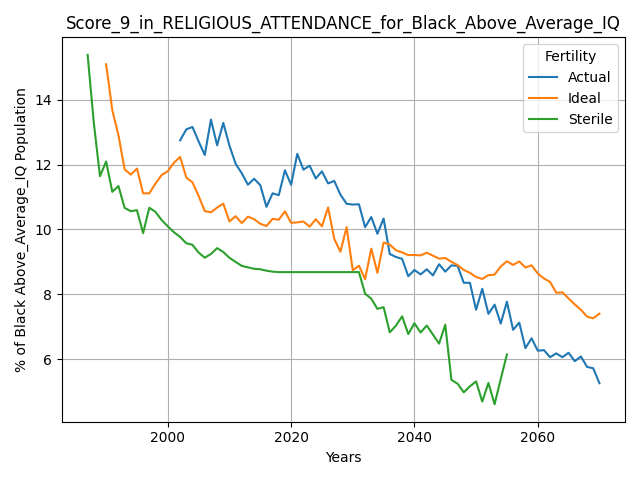 Score_9_in_RELIGIOUS_ATTENDANCE_for_Black_Above_Average_IQ
% of Black Above_Average_IQ Population
14
12
10
8
6
Fertility
Actual
Ideal
Sterile
2000
2020
2040
2060
Years